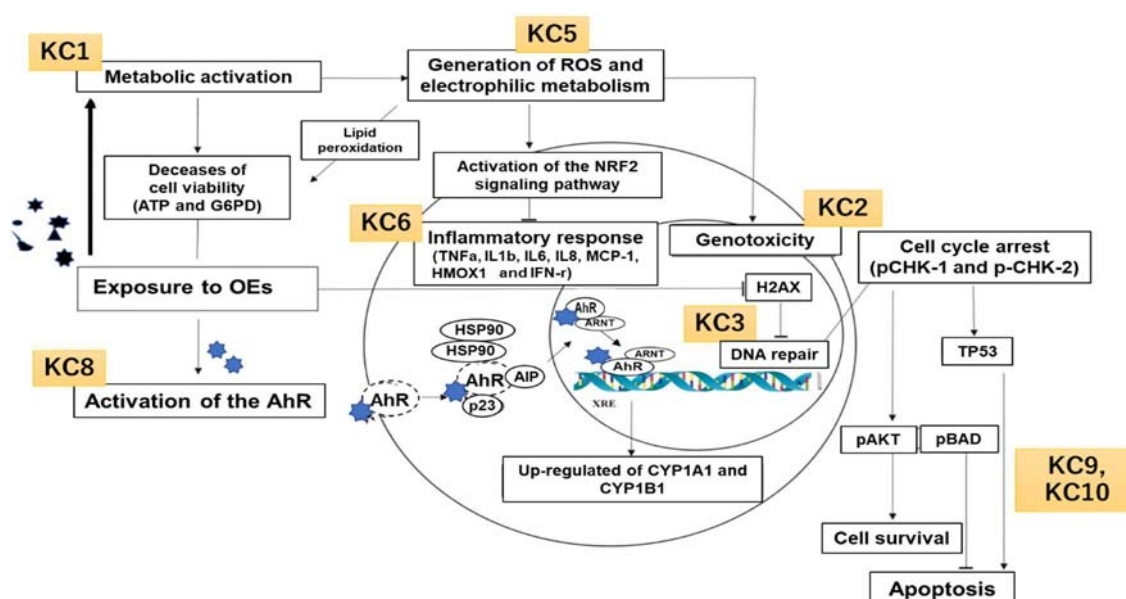 KC1
Metabolic activation
KC5
Generation of ROS and
electrophilic metabolism
Lipid
peroxidation
Deceases of
cell viability
(ATP and G6PD)
Activation of the NRF2
signaling pathway
KC6
Inflammatory response
(TNFa, IL1b, IL6, IL8, MCP-1,
HMOX1 and IFN-r)
KC2
Genotoxicity
Cell cycle arrest
(pCHK-1 and p-CHK-2)
Exposure to OEs
H2AX
AhR
ARNT
KC3
DNA repair
TP53
HSP90
HSP90
AhR
AIP
p23
AhR
ARNT
AhR
XRE
KC8
Activation of the AhR
Up-regulated of CYP1A1 and
CYP1B1
pAKT
pBAD
KC9,
KC10
Cell survival
Apoptosis